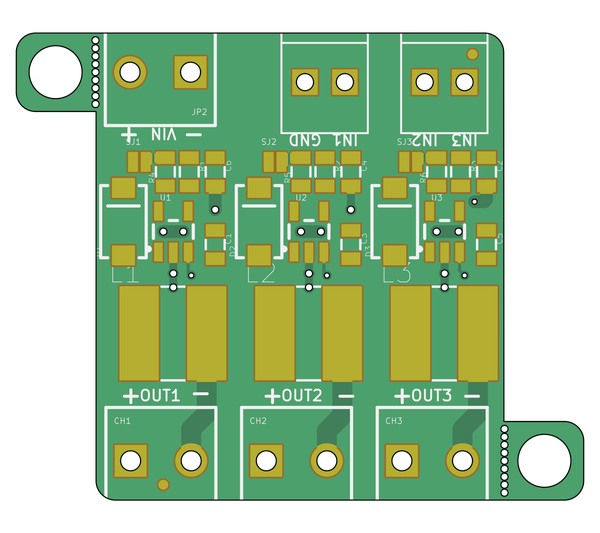 JP2
+ VIN −
GND IN1
IN2 IN3
SJ1
SJ2
SJ3
U1
U2
U3
L1
L2
L3
+OUT1 −
+OUT2 −
+OUT3 −
CH1
CH2
CH3